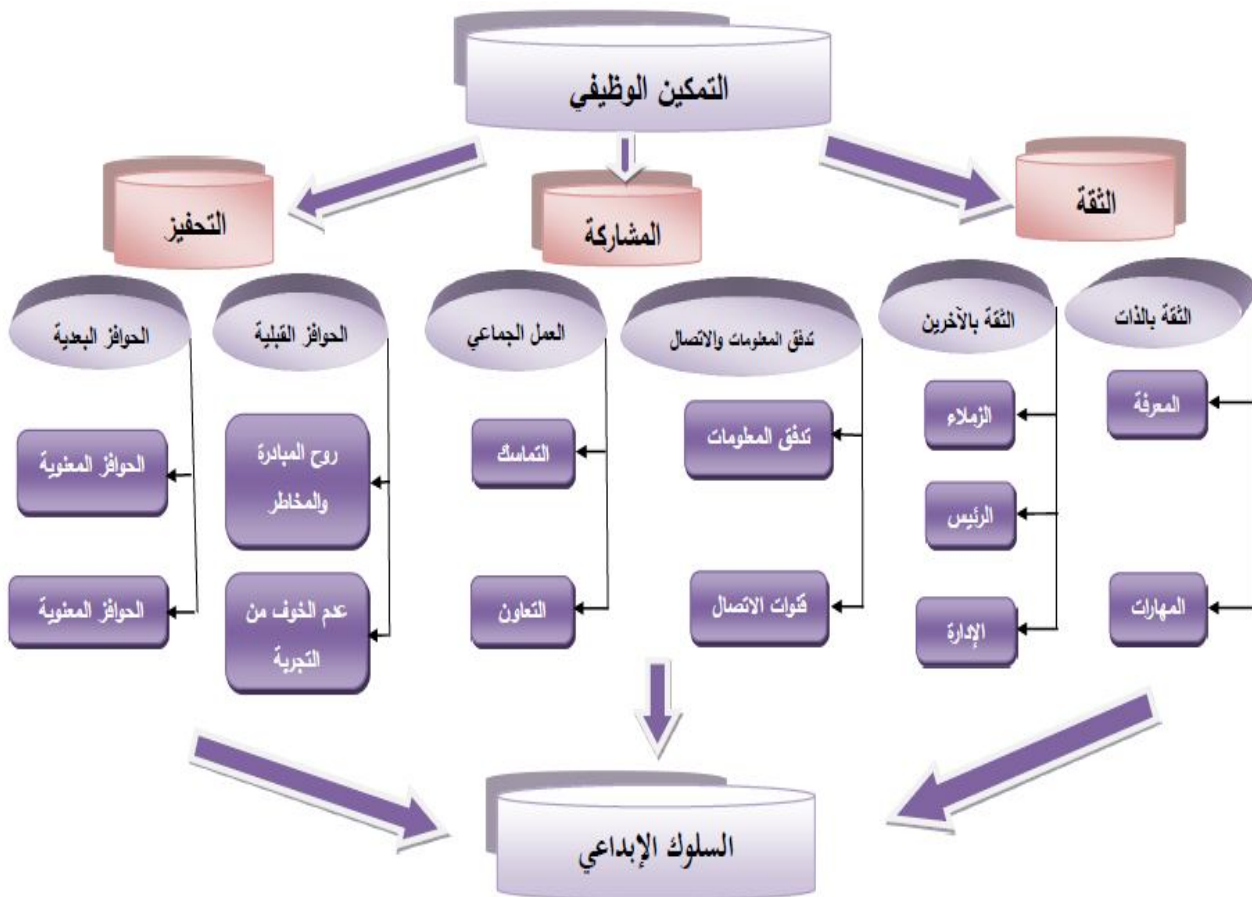 التمكين الوظيفي
الثقة
المشاركة
التحفيز
الثقة بالذات
الثقة بالآخرين
تدفق المعلومات والاتصال
العمل الجماعي
الحوافز القبلية
الحوافز البعدية
المعرفة
المهارات
الزملاء
الرئيس
الإدارة
تدفق المعلومات
قنوات الاتصال
التماسك
التعاون
روح المبادرة
والمخاطر
عدم الخوف من
التجربة
الحوافز المعنوية
الحوافز المعنوية
السلوك الإبداعي